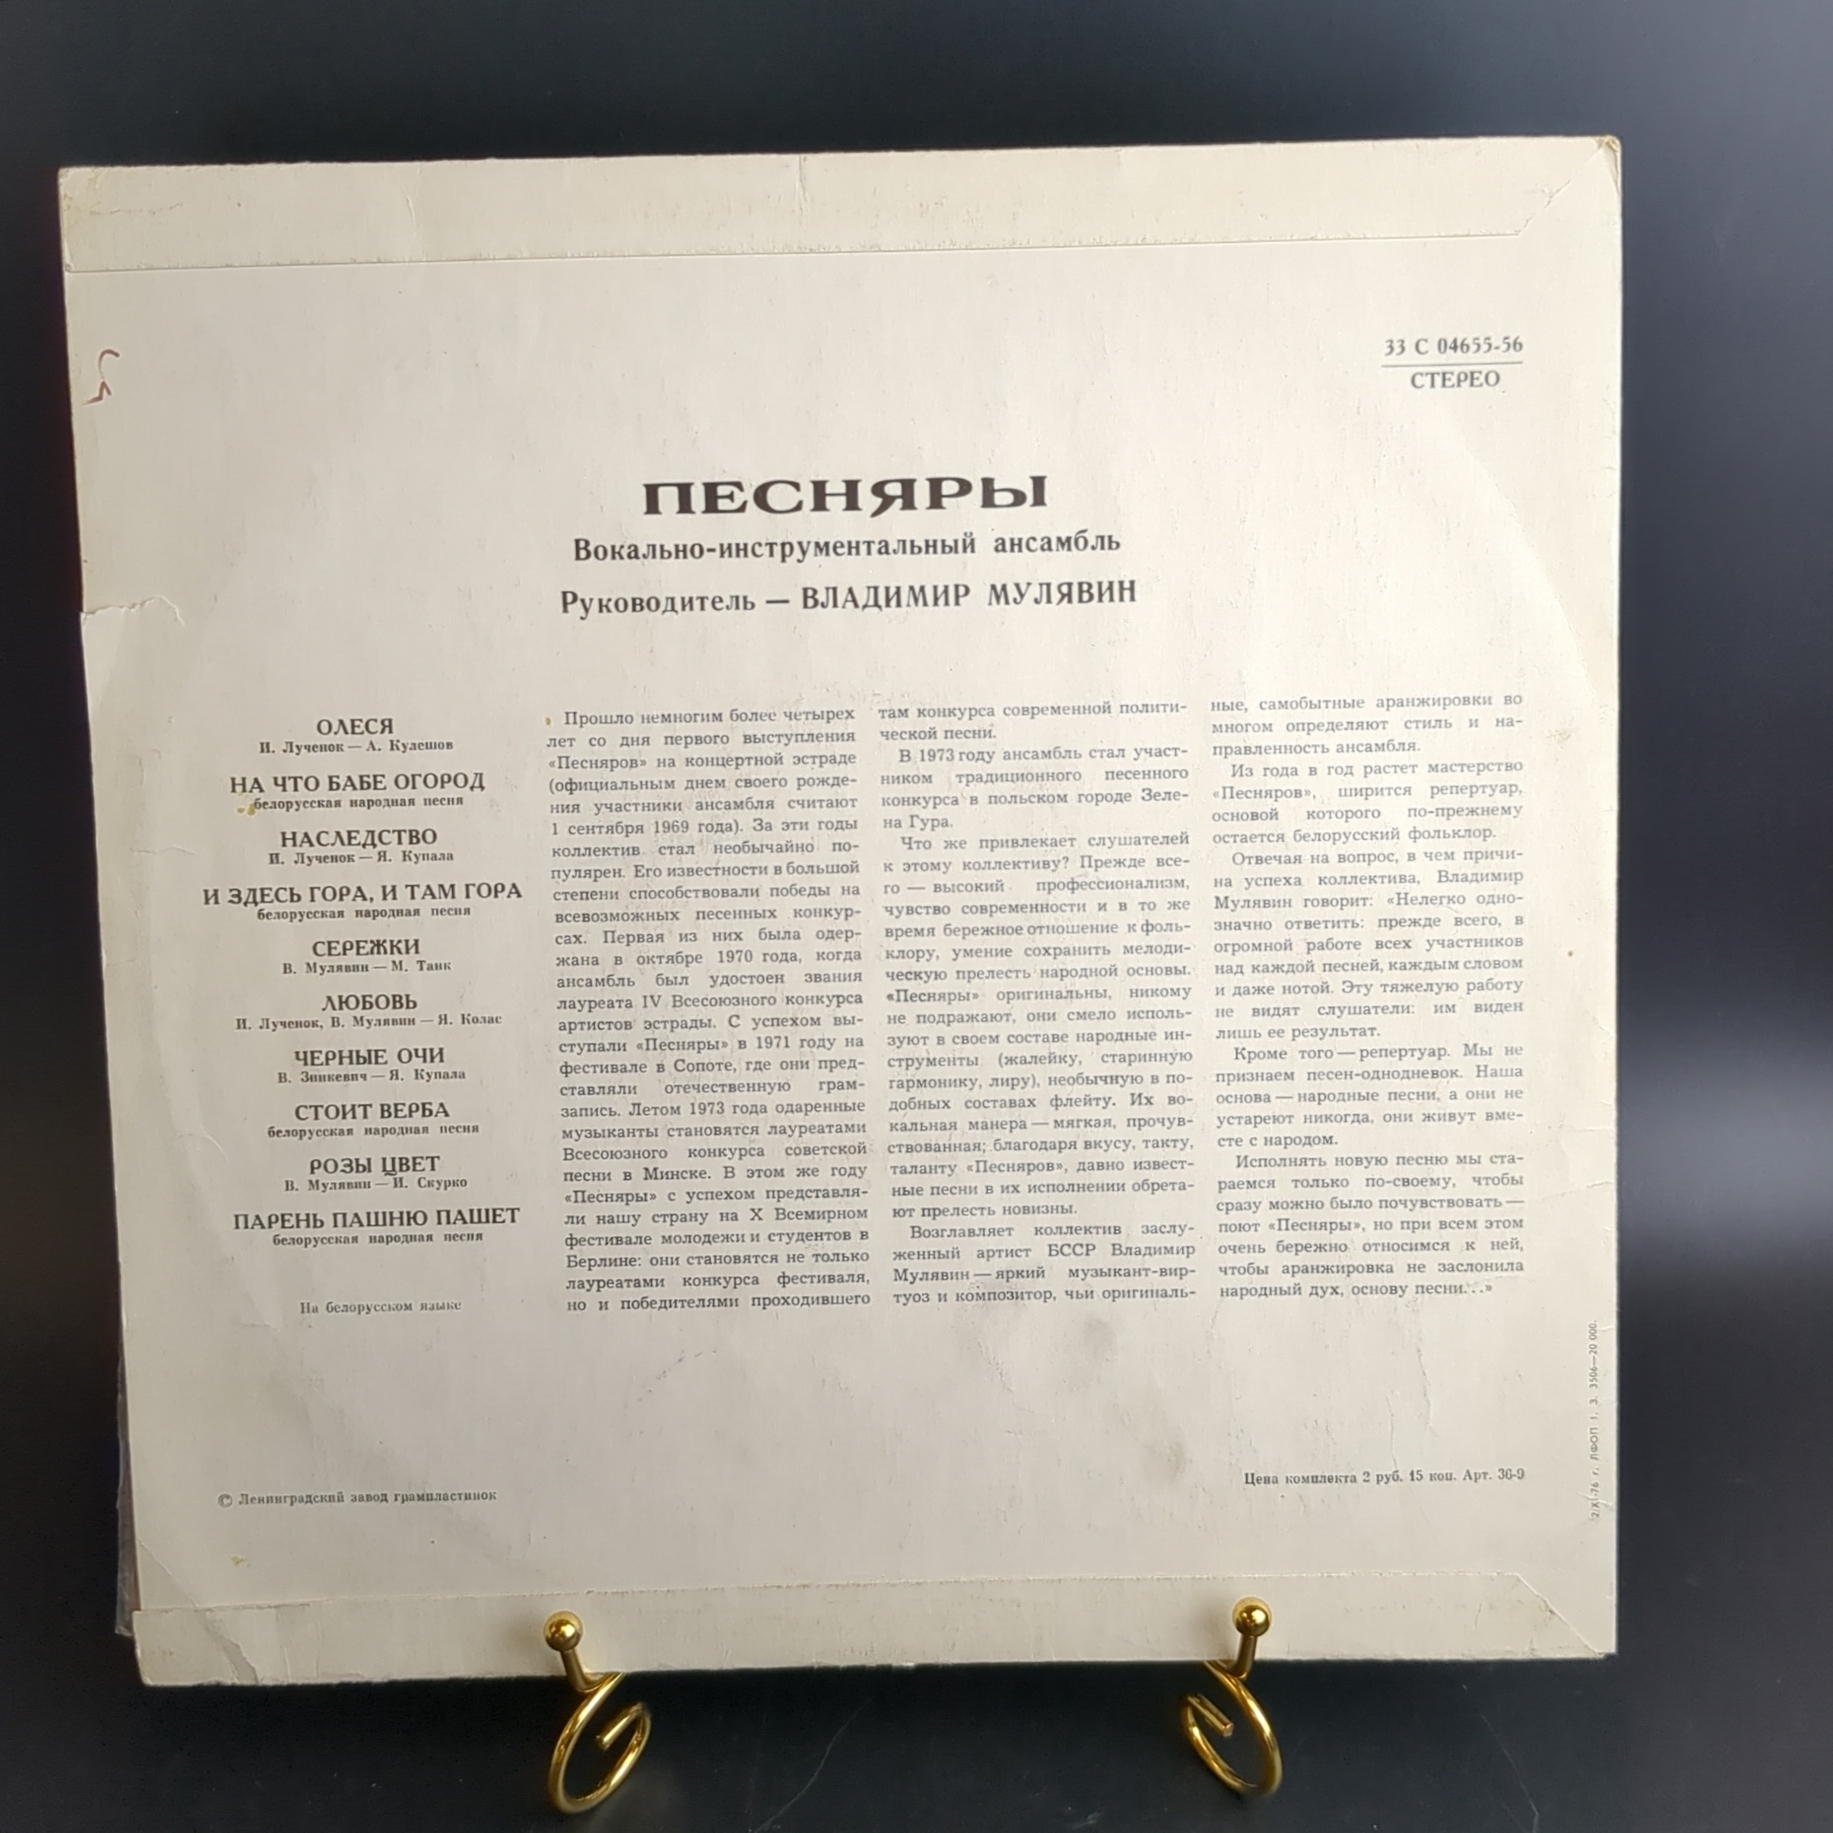 33 С 04655-56
СТЕРЕО
ПЕСНЯРЫ
Вокально-инструментальный ансамбль
Руководитель — ВЛАДИМИР МУЛЯВИН
ОЛЕСЯ
И. Лученок — А. Кулешов
НА ЧТО БАБЕ ОГОРОД
белорусская народная песня
НАСЛЕДСТВО
И. Лученок — Я. Купала
И ЗДЕСЬ ГОРА, И ТАМ ГОРА
белорусская народная песня
СЕРЕЖКИ
В. Мулявин — М. Танк
ЛЮБОВЬ
И. Лученок, В. Мулявин — Я. Колас
ЧЕРНЫЕ ОЧИ
В. Зинкевич — Я. Купала
СТОИТ ВЕРБА
белорусская народная песня
РОЗЫ ЦВЕТ
В. Мулявин — И. Скурко
ПАРЕНЬ ПАШНЮ ПАШЕТ
белорусская народная песня
На белорусском языке
Прошло немногим более четырех
лет со дня первого выступления
«Песняров» на концертной эстраде
(официальным днем своего рожде-
ния участники ансамбля считают
1 сентября 1969 года). За эти годы
коллектив стал необычайно по-
пулярен. Его известности в большой
степени способствовали победы на
всевозможных песенных конкур-
сах. Первая из них была одер-
жана в октябре 1970 года, когда
ансамбль был удостоен звания
лауреата IV Всесоюзного конкурса
артистов эстрады. С успехом вы-
ступали «Песняры» в 1971 году на
фестивале в Сопоте, где они пред-
ставляли отечественную грам-
запись. Летом 1973 года одаренные
музыканты становятся лауреатами
Всесоюзного конкурса советской
песни в Минске. В этом же году
«Песняры» с успехом представля-
ли нашу страну на X Всемирном
фестивале молодежи и студентов в
Берлине: они становятся не только
лауреатами конкурса фестиваля,
но и победителями проходившего
там конкурса современной полити-
ческой песни.
В 1973 году ансамбль стал участ-
ником традиционного песенного
конкурса в польском городе Зеле-
на Гура.
Что же привлекает слушателей
к этому коллективу? Прежде все-
го — высокий профессионализм,
чувство современности и в то же
время бережное отношение к фоль-
клору, умение сохранить мелоди-
ческую прелесть народной основы.
«Песняры» оригинальны, никому
не подражают, они смело исполь-
зуют в своем составе народные ин-
струменты (жалейку, старинную
гармонику, лиру), необычную в по-
добных составах флейту. Их во-
кальная манера — мягкая, прочув-
ствованная; благодаря вкусу, такту,
таланту «Песняров», давно извест-
ные песни в их исполнении обрета-
ют прелесть новизны.
Возглавляет коллектив заслу-
женный артист БССР Владимир
Мулявин — яркий музыкант-вир-
туоз и композитор, чьи оригиналь-
ные, самобытные аранжировки во
многом определяют стиль и на-
правленность ансамбля.
Из года в год растет мастерство
«Песняров», ширится репертуар,
основой которого по-прежнему
остается белорусский фольклор.
Отвечая на вопрос, в чем причи-
на успеха коллектива, Владимир
Мулявин говорит: «Нелегко одно-
значно ответить: прежде всего, в
огромной работе всех участников
над каждой песней, каждым словом
и даже нотой. Эту тяжелую работу
не видят слушатели: им виден
лишь ее результат.
Кроме того — репертуар. Мы не
признаем песен-однодневок. Наша
основа — народные песни, а они не
устареют никогда, они живут вме-
сте с народом.
Исполнять новую песню мы ста-
раемся только по-своему, чтобы
сразу можно было почувствовать —
поют «Песняры», но при всем этом
очень бережно относимся к ней,
чтобы аранжировка не заслонила
народный дух, основу песни...»
© Ленинградский завод грампластинок
Цена комплекта 2 руб. 15 коп. Арт. 36-9
2/XI-76 г. ЛФОП 1. З. 3506—20 000.